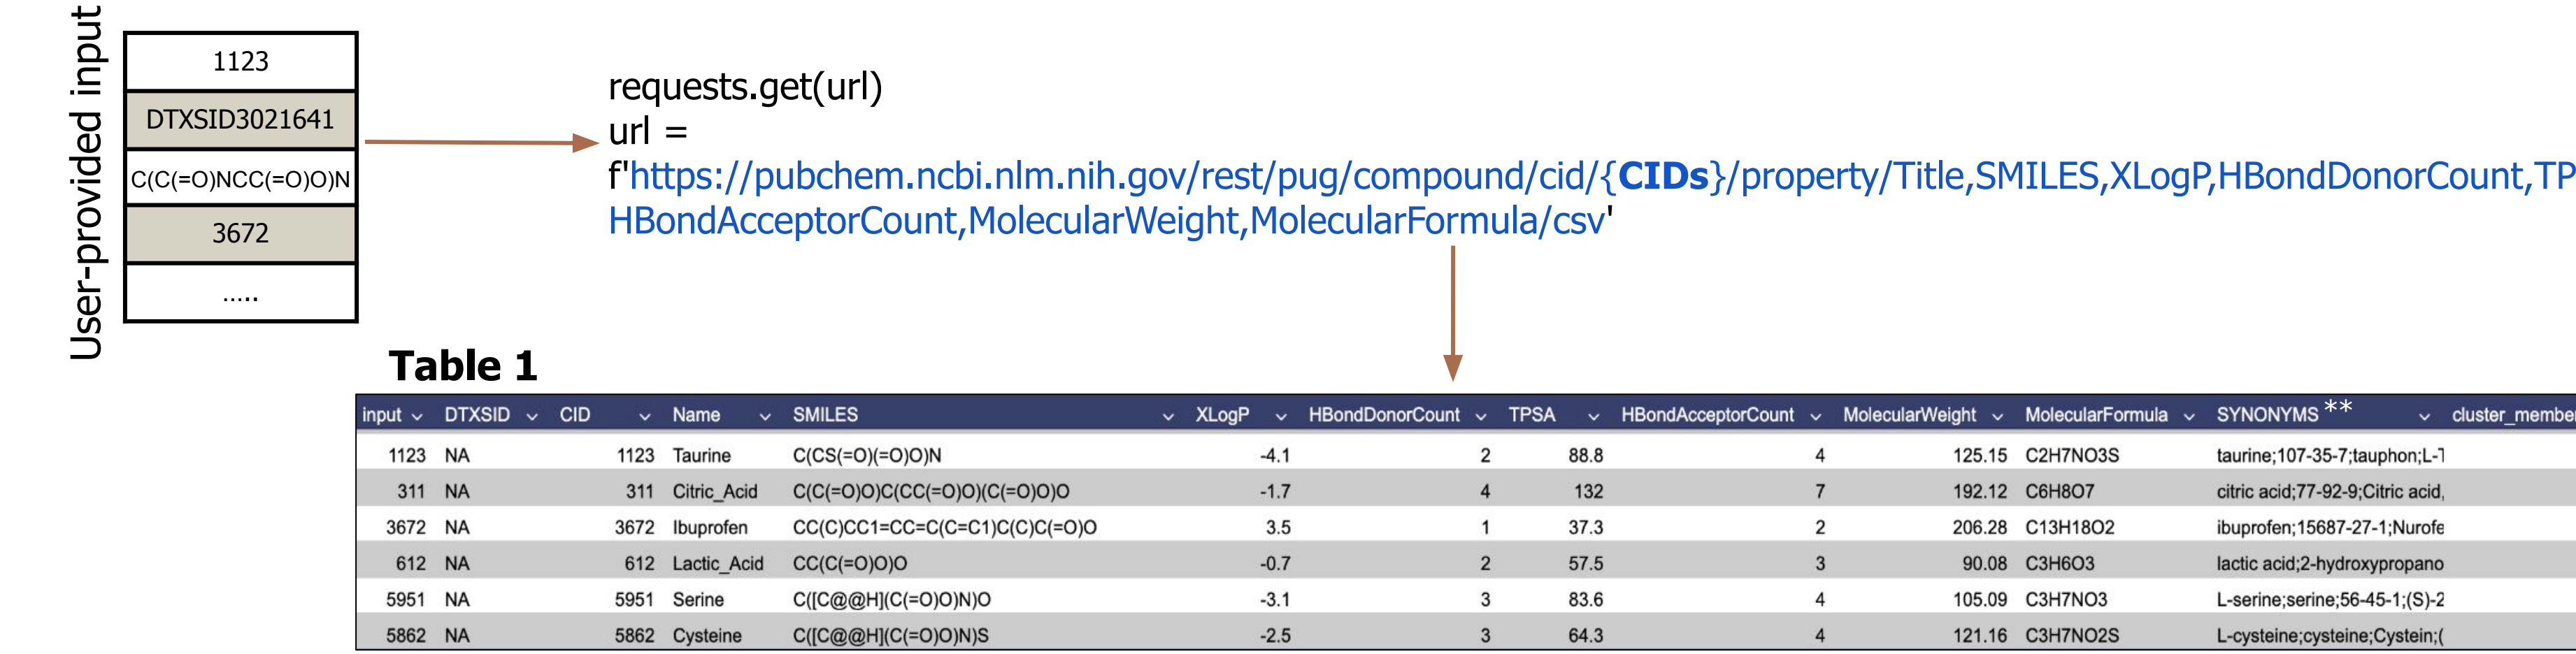 User-provided input
1123
DTXSID3021641
C(C(=O)NCC(=O)O)N
3672
.....
requests.get(url)
url =
f'https://pubchem.ncbi.nlm.nih.gov/rest/pug/compound/cid/{CIDs}/property/Title,SMILES,XLogP,HBondDonorCount,TP
HBondAcceptorCount,MolecularWeight,MolecularFormula/csv'
Table 1
input DTXSID CID Name SMILES XLogP HBondDonorCount TPSA HBondAcceptorCount MolecularWeight MolecularFormula SYNONYMS ** cluster_member
1123 NA 1123 Taurine C(CS(=O)(=O)O)N -4.1 2 88.8 4 125.15 C2H7NO3S taurine;107-35-7;tauphon;L-T
311 NA 311 Citric_Acid C(C(=O)O)C(CC(=O)O)(C(=O)O)O -1.7 4 132 7 192.12 C6H8O7 citric acid;77-92-9;Citric acid,
3672 NA 3672 Ibuprofen CC(C)CC1=CC=C(C=C1)C(C)C(=O)O 3.5 1 37.3 2 206.28 C13H18O2 ibuprofen;15687-27-1;Nurofe
612 NA 612 Lactic_Acid CC(C(=O)O)O -0.7 2 57.5 3 90.08 C3H6O3 lactic acid;2-hydroxypropano
5951 NA 5951 Serine C([C@@H](C(=O)O)N)O -3.1 3 83.6 4 105.09 C3H7NO3 L-serine;serine;56-45-1;(S)-2
5862 NA 5862 Cysteine C([C@@H](C(=O)O)N)S -2.5 3 64.3 4 121.16 C3H7NO2S L-cysteine;cysteine;Cystein;(